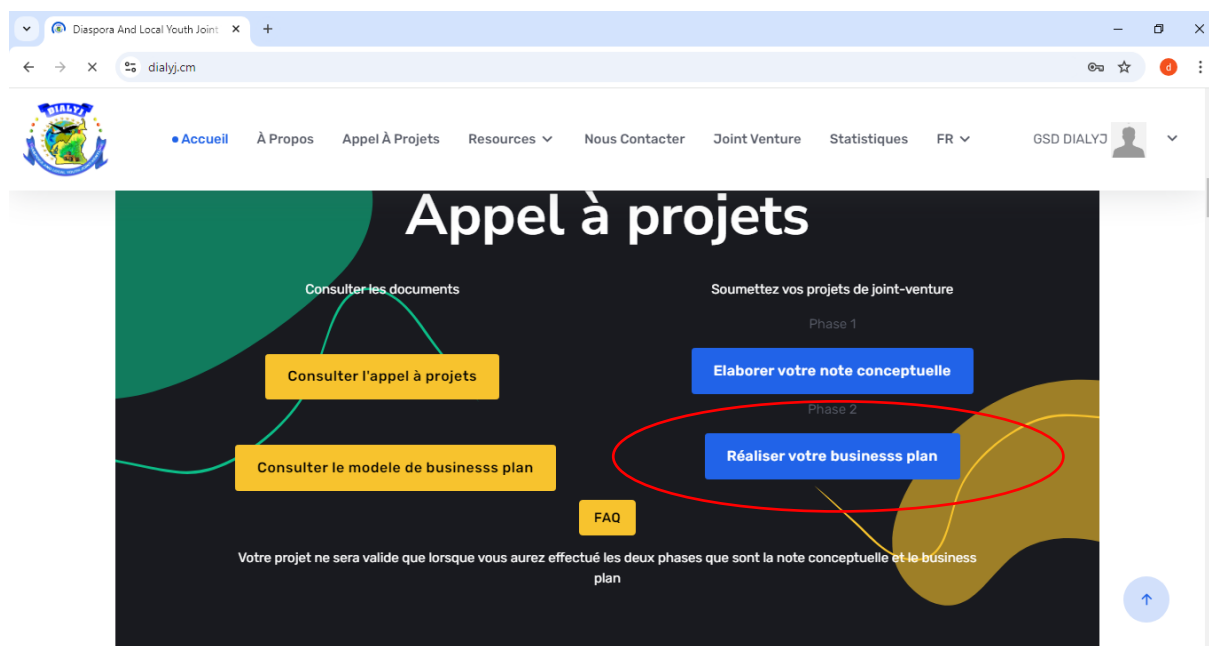 Diaspora And Local Youth Joint
dialyj.cm
d
DIALYJ
Accueil
À Propos
Appel À Projets
Resources
Nous Contacter
Joint Venture
Statistiques
FR
GSD DIALYJ
Appel à projets
Consulter les documents
Soumettez vos projets de joint-venture
Phase 1
Consulter l'appel à projets
Elaborer votre note conceptuelle
Phase 2
Consulter le modele de businesss plan
Réaliser votre businesss plan
FAQ
Votre projet ne sera valide que lorsque vous aurez effectué les deux phases que sont la note conceptuelle et le business
plan